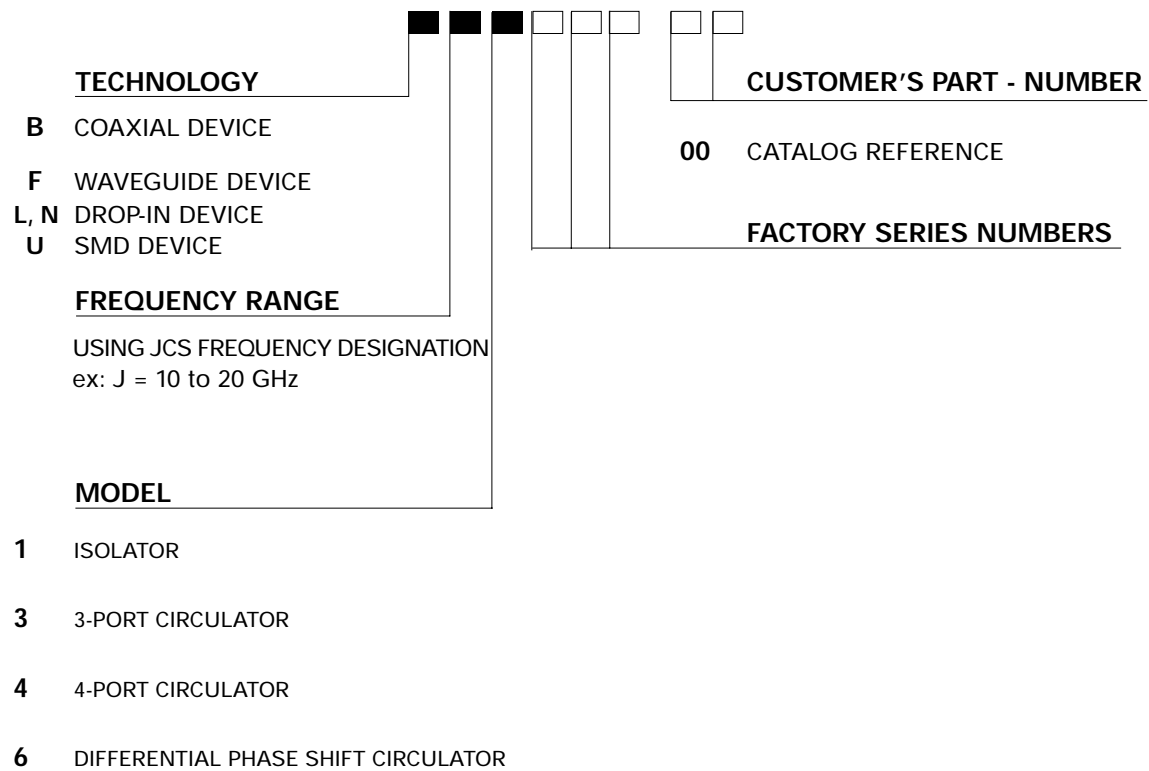 TECHNOLOGY
B COAXIAL DEVICE
F WAVEGUIDE DEVICE
L, N DROP-IN DEVICE
U SMD DEVICE
FREQUENCY RANGE
USING JCS FREQUENCY DESIGNATION
ex: J = 10 to 20 GHz
MODEL
1 ISOLATOR
3 3-PORT CIRCULATOR
4 4-PORT CIRCULATOR
6 DIFFERENTIAL PHASE SHIFT CIRCULATOR
CUSTOMER'S PART - NUMBER
00 CATALOG REFERENCE
FACTORY SERIES NUMBERS